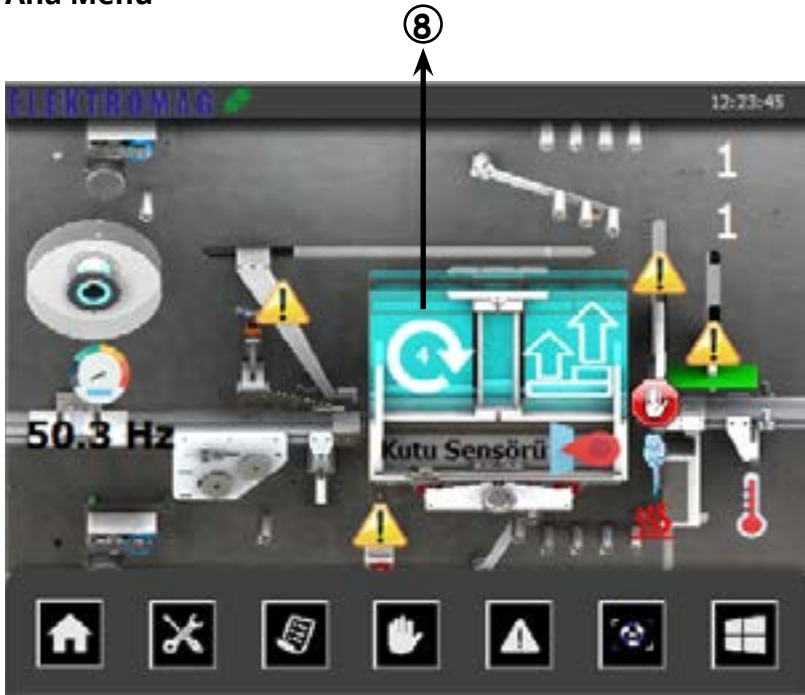 Ana Menü
8
ELEKTROMAG
12:23:45
1
1
4
50.3 Hz
Kutu Sensörü